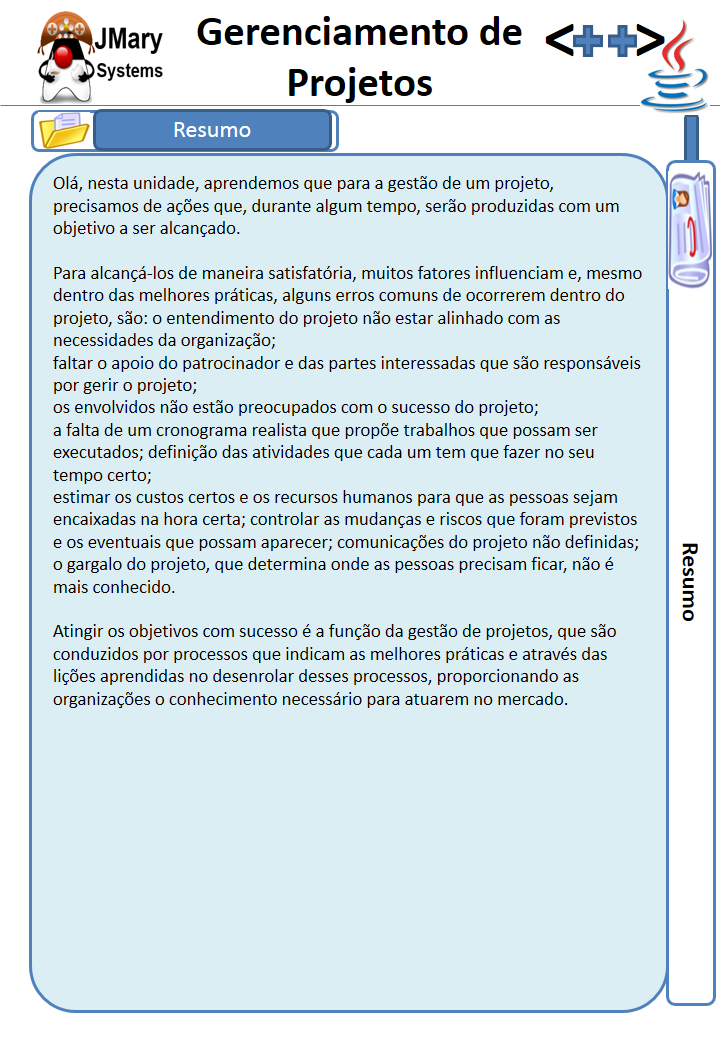 JMary
Systems
Gerenciamento de
Projetos
<++>
Resumo
Olá, nesta unidade, aprendemos que para a gestão de um projeto,
precisamos de ações que, durante algum tempo, serão produzidas com um
objetivo a ser alcançado.
Para alcançá-los de maneira satisfatória, muitos fatores influenciam e, mesmo
dentro das melhores práticas, alguns erros comuns de ocorrerem dentro do
projeto, são: o entendimento do projeto não estar alinhado com as
necessidades da organização;
faltar o apoio do patrocinador e das partes interessadas que são responsáveis
por gerir o projeto;
os envolvidos não estão preocupados com o sucesso do projeto;
a falta de um cronograma realista que propõe trabalhos que possam ser
executados; definição das atividades que cada um tem que fazer no seu
tempo certo;
estimar os custos certos e os recursos humanos para que as pessoas sejam
encaixadas na hora certa; controlar as mudanças e riscos que foram previstos
e os eventuais que possam aparecer; comunicações do projeto não definidas;
o gargalo do projeto, que determina onde as pessoas precisam ficar, não é
mais conhecido.
Atingir os objetivos com sucesso é a função da gestão de projetos, que são
conduzidos por processos que indicam as melhores práticas e através das
lições aprendidas no desenrolar desses processos, proporcionando as
organizações o conhecimento necessário para atuarem no mercado.
Resumo